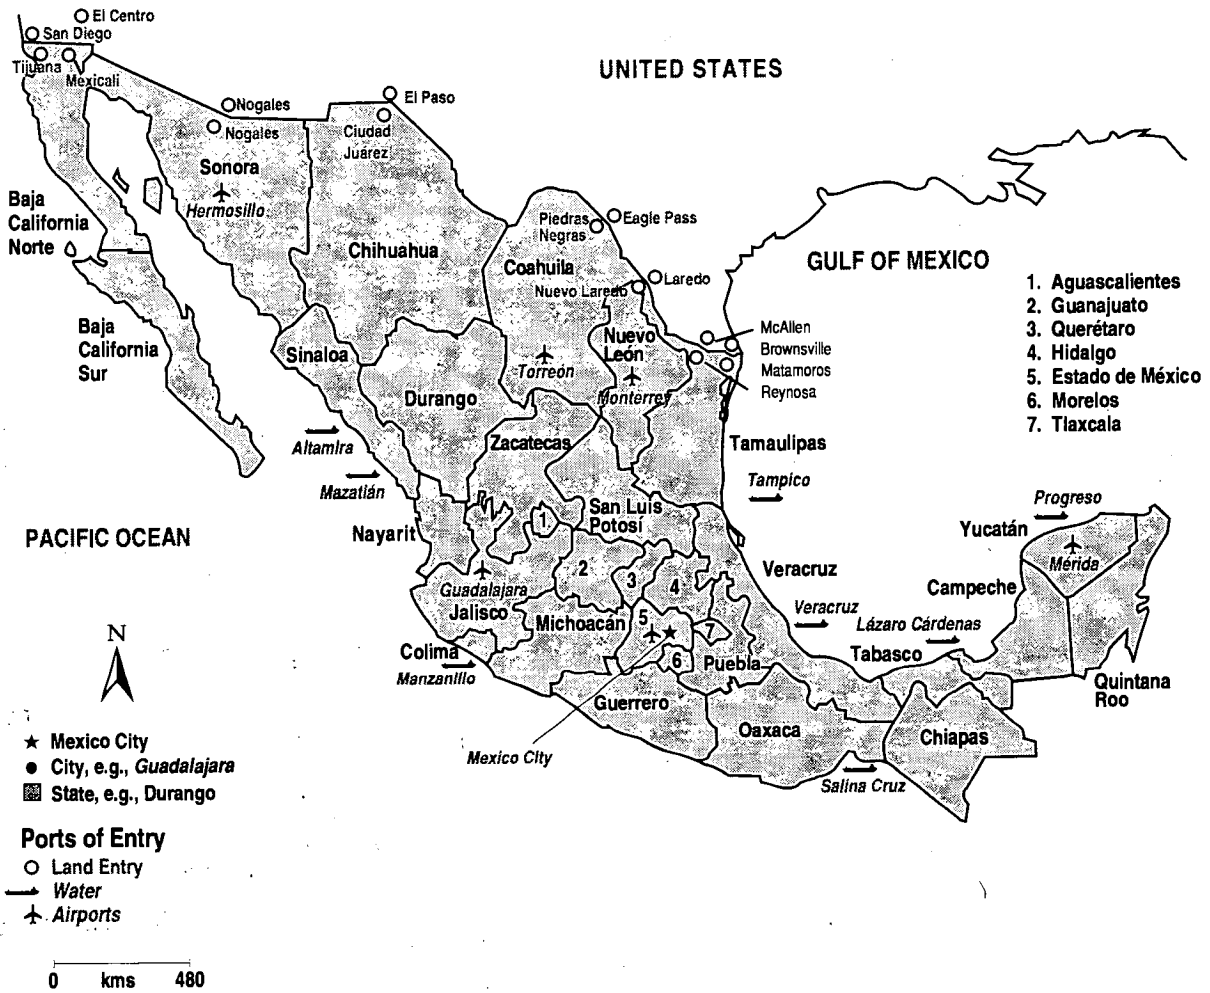 El Centro
San Diego
Tijuana
Mexicali
UNITED STATES
Nogales
Nogales
El Paso
Ciudad
Juárez
Sonora
Hermosillo
Baja
California
Norte
Chihuahua
Piedras
Negras
Eagle Pass
Coahuila
Laredo
Nuevo Laredo
GULF OF MEXICO
1. Aguascalientes
2. Guanajuato
3. Querétaro
4. Hidalgo
5. Estado de México
6. Morelos
7. Tlaxcala
Baja
California
Sur
Sinaloa
Nuevo
León
McAllen
Brownsville
Matamoros
Reynosa
Torreón
Monterrey
Durango
Altamira
Zacatecas
Tamaulipas
Mazatlán
Tampico
San Luis
Potosí
Progreso
Yucatán
Mérida
PACIFIC OCEAN
Nayarit
1
2
3
4
5
6
7
Guadalajara
Jalisco
Michoacán
Veracruz
Veracruz
Campeche
Lázaro Cárdenas
Tabasco
Colima
Manzanillo
Puebla
Quintana
Roo
Guerrero
Oaxaca
Chiapas
Mexico City
Salina Cruz
N
Mexico City
City, e.g., Guadalajara
State, e.g., Durango
Ports of Entry
Land Entry
Water
Airports
0 kms 480